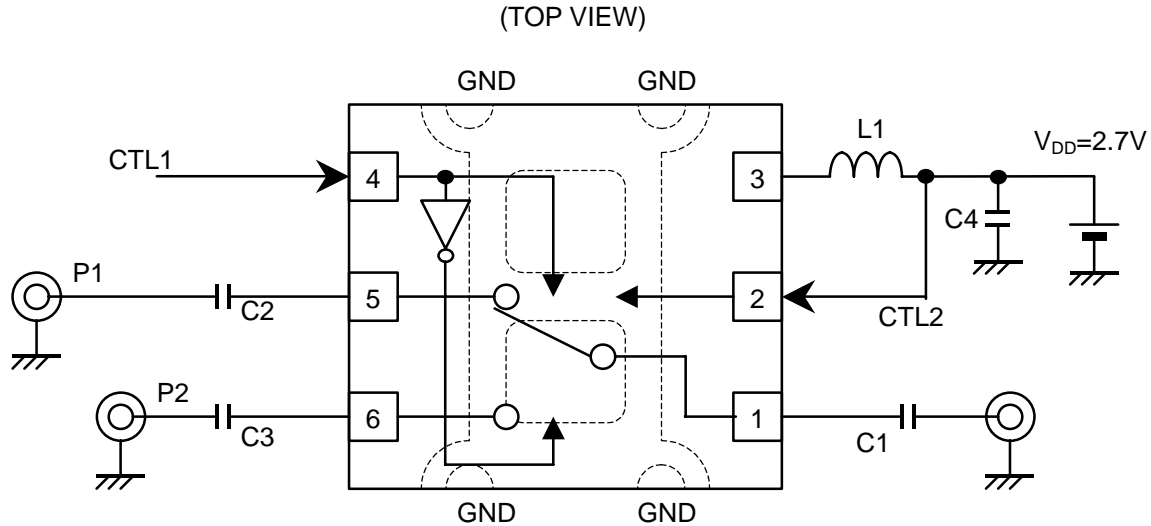 (TOP VIEW)
GND GND
L1
V_DD=2.7V
CTL1
4
3
C4
P1
C2
5
2
CTL2
P2
C3
6
1
C1
GND GND